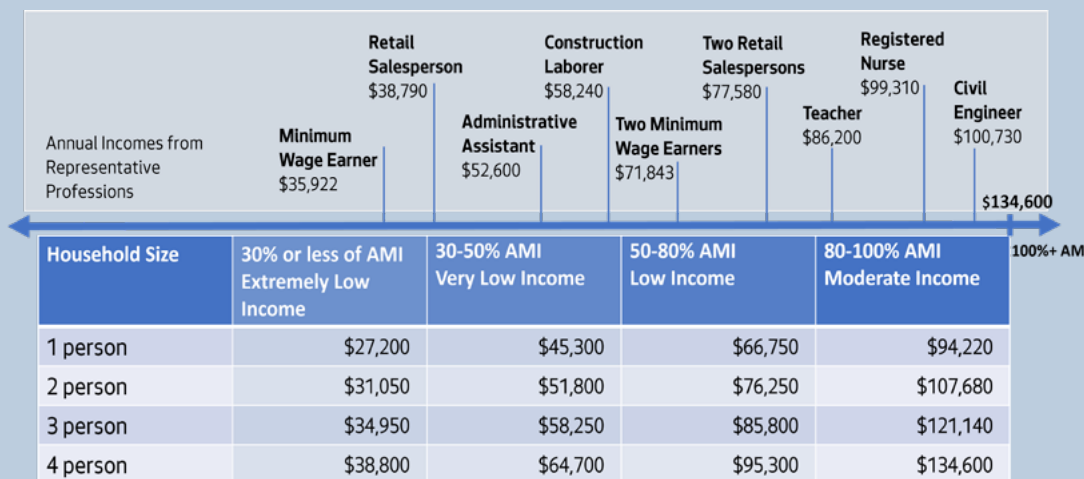 Retail
Salesperson
$38,790
Construction
Laborer
$58,240
Two Retail
Salespersons
$77,580
Registered
Nurse
$99,310
Civil
Engineer
$100,730
Annual Incomes from
Representative
Professions
Minimum
Wage Earner
$35,922
Administrative
Assistant
$52,600
Two Minimum
Wage Earners
$71,843
Teacher
$86,200
$134,600
100%+ AM
Household Size
30% or less of AMI
Extremely Low
Income
30-50% AMI
Very Low Income
50-80% AMI
Low Income
80-100% AMI
Moderate Income
1 person $27,200 $45,300 $66,750 $94,220
2 person $31,050 $51,800 $76,250 $107,680
3 person $34,950 $58,250 $85,800 $121,140
4 person $38,800 $64,700 $95,300 $134,600